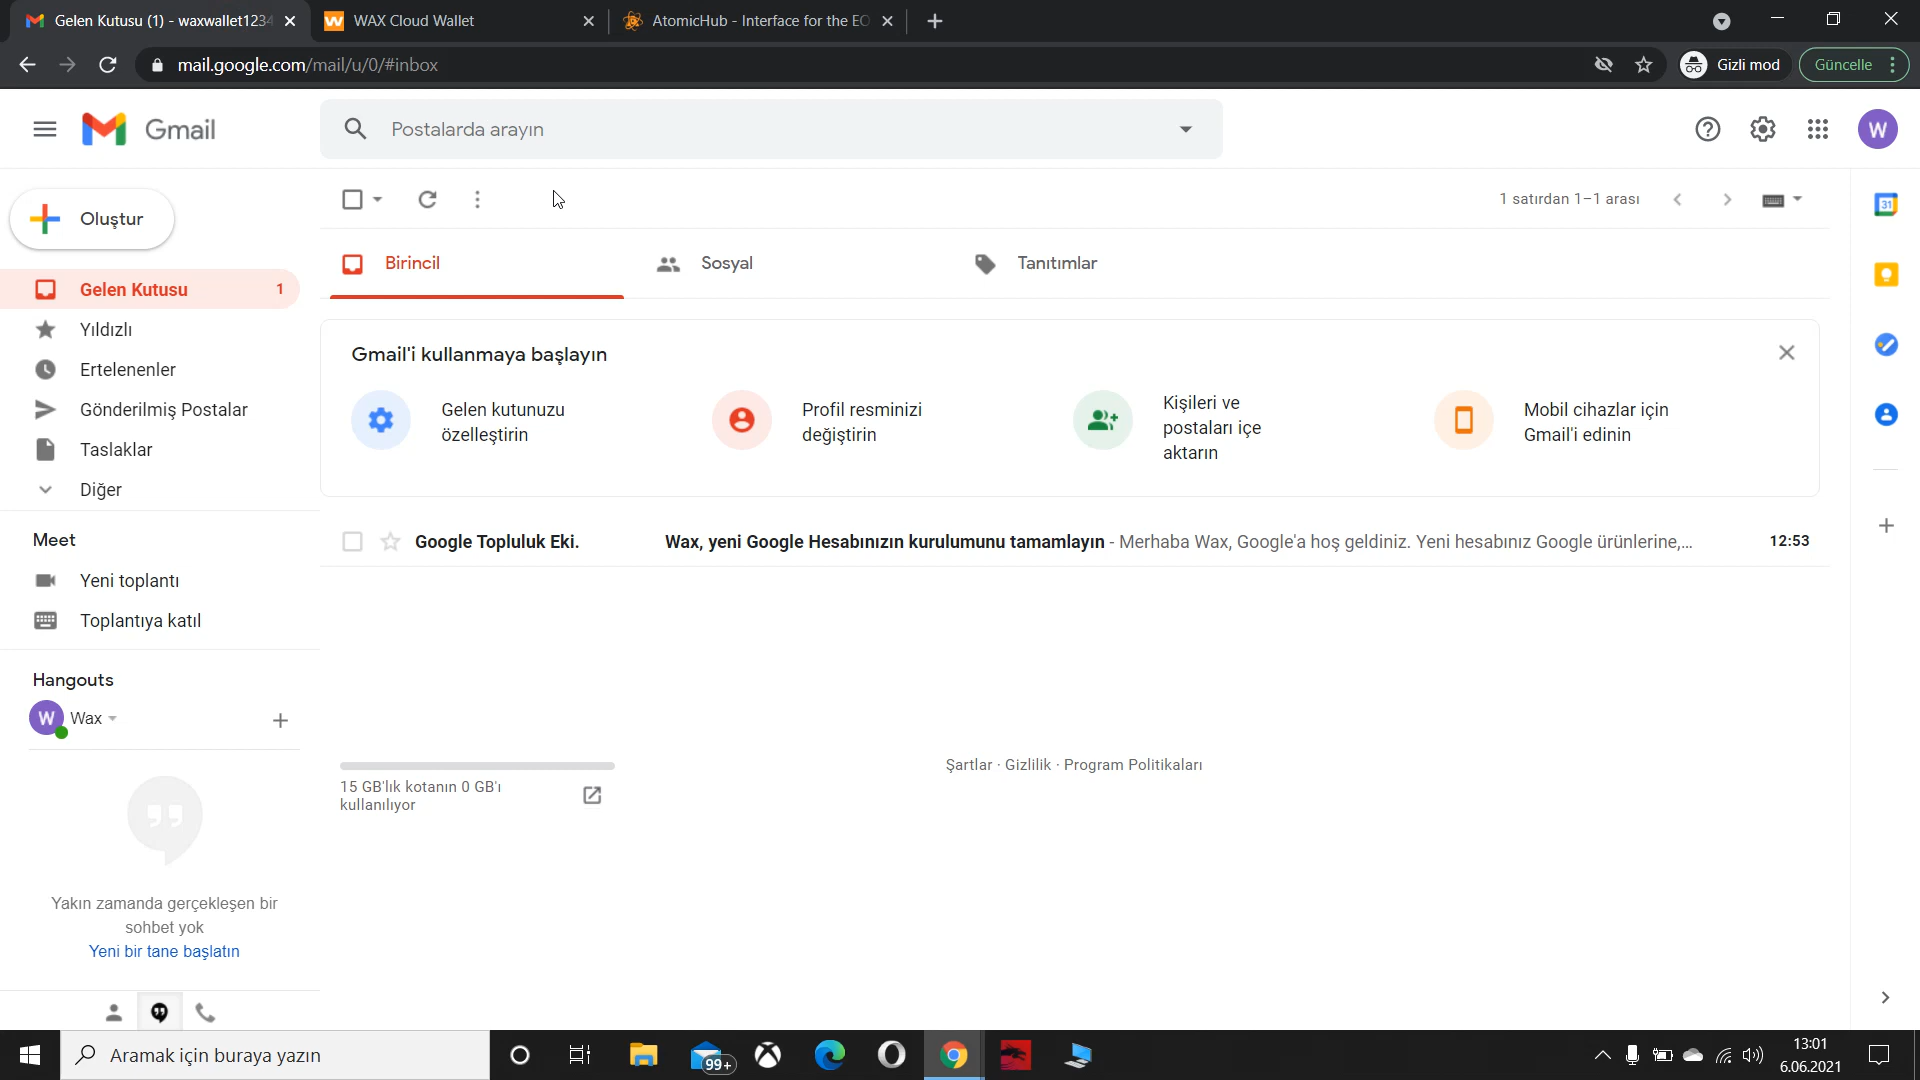 Gelen Kutusu (1) - waxwallet1234
WAX Cloud Wallet
AtomicHub - Interface for the EO
mail.google.com/mail/u/0/#inbox
Gizli mod
Güncelle
Gmail
Postalarda arayın
W
Oluştur
1 satırdan 1–1 arası
31
Birincil
Sosyal
Tanıtımlar
Gelen Kutusu
1
Yıldızlı
Ertelenenler
Gönderilmiş Postalar
Taslaklar
Diğer
Gmail'i kullanmaya başlayın
Gelen kutunuzu
özelleştirin
Profil resminizi
değiştirin
Kişileri ve
postaları içe
aktarın
Mobil cihazlar için
Gmail'i edinin
Google Topluluk Eki.
Wax, yeni Google Hesabınızın kurulumunu tamamlayın - Merhaba Wax, Google'a hoş geldiniz. Yeni hesabınız Google ürünlerine,...
12:53
Meet
Yeni toplantı
Toplantıya katıl
Hangouts
W
Wax
15 GB'lık kotanın 0 GB'ı
kullanılıyor
Şartlar · Gizlilik · Program Politikaları
Yakın zamanda gerçekleşen bir
sohbet yok
Yeni bir tane başlatın
Aramak için buraya yazın
99+
13:01
6.06.2021